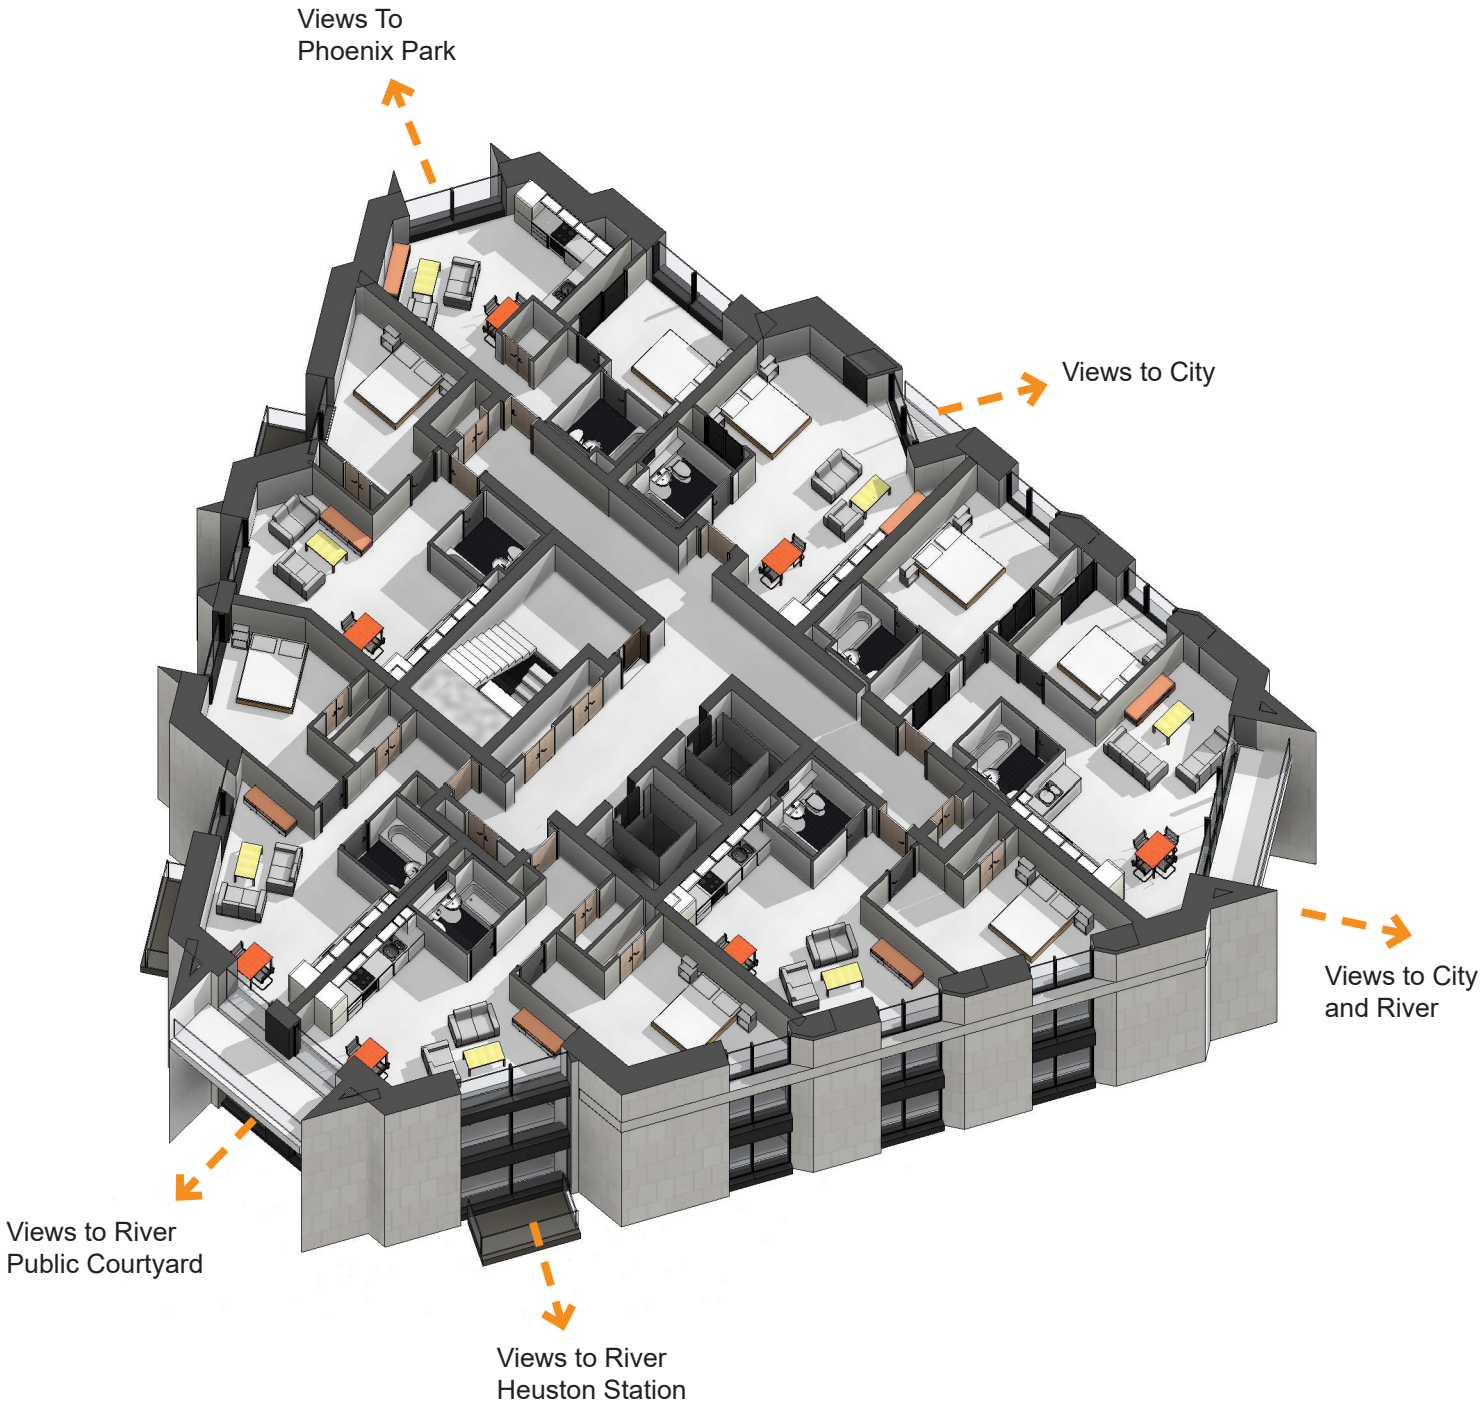 Views To
Phoenix Park
Views to City
Views to City
and River
Views to River
Public Courtyard
Views to River
Heuston Station